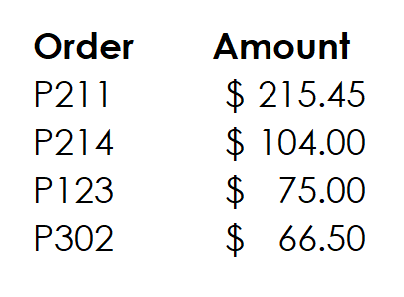 Order Amount
P211 $ 215.45
P214 $ 104.00
P123 $ 75.00
P302 $ 66.50